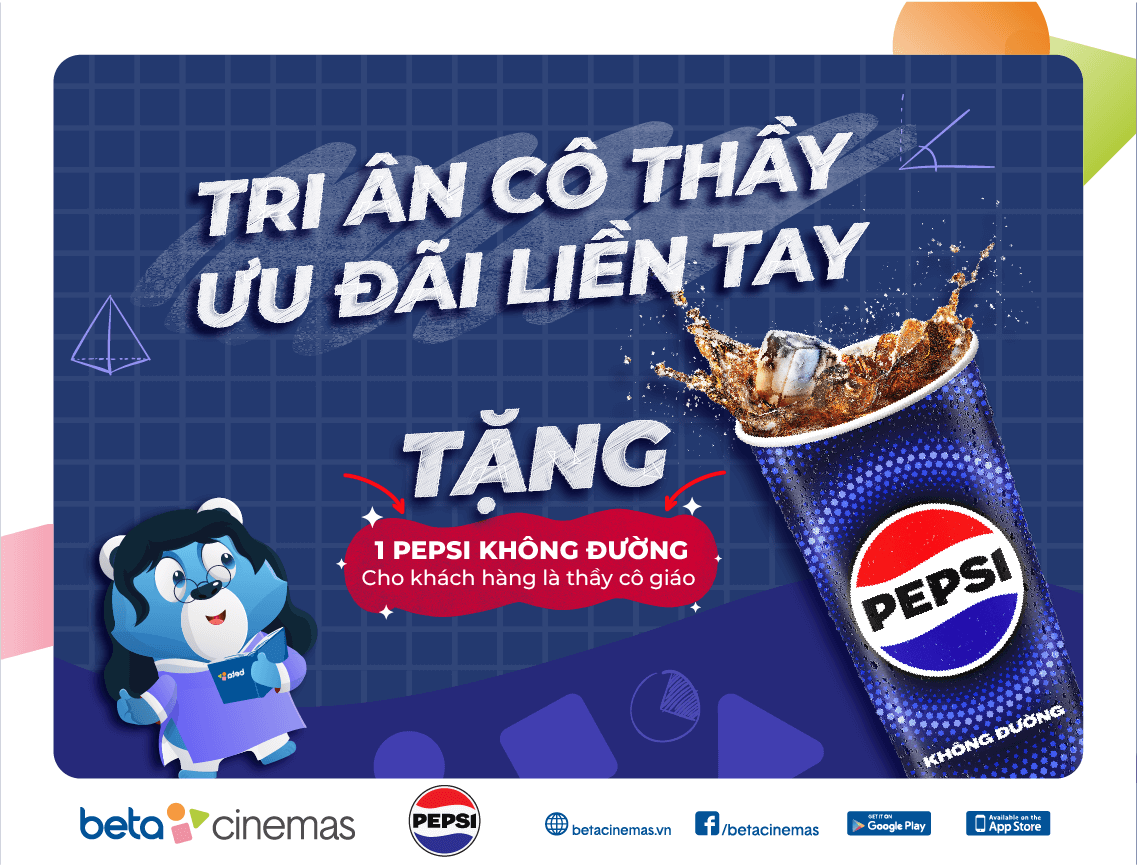 TRI ÂN CÔ THẦY
ƯU ĐÃI LIỀN TAY
TẶNG
1 PEPSI KHÔNG ĐƯỜNG
Cho khách hàng là thầy cô giáo
PEPSI
KHÔNG ĐƯỜNG
beta cinemas
PEPSI
betacinemas.vn
/betacinemas
GET IT ON
Google Play
Available on the
App Store